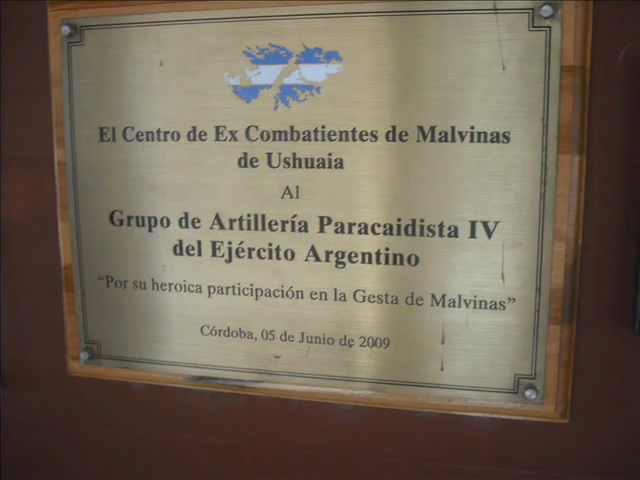 El Centro de Ex Combatientes de Malvinas
de Ushuaia
Al
Grupo de Artillería Paracaidista IV
del Ejército Argentino
“Por su heroica participación en la Gesta de Malvinas”
Córdoba, 05 de Junio de 2009